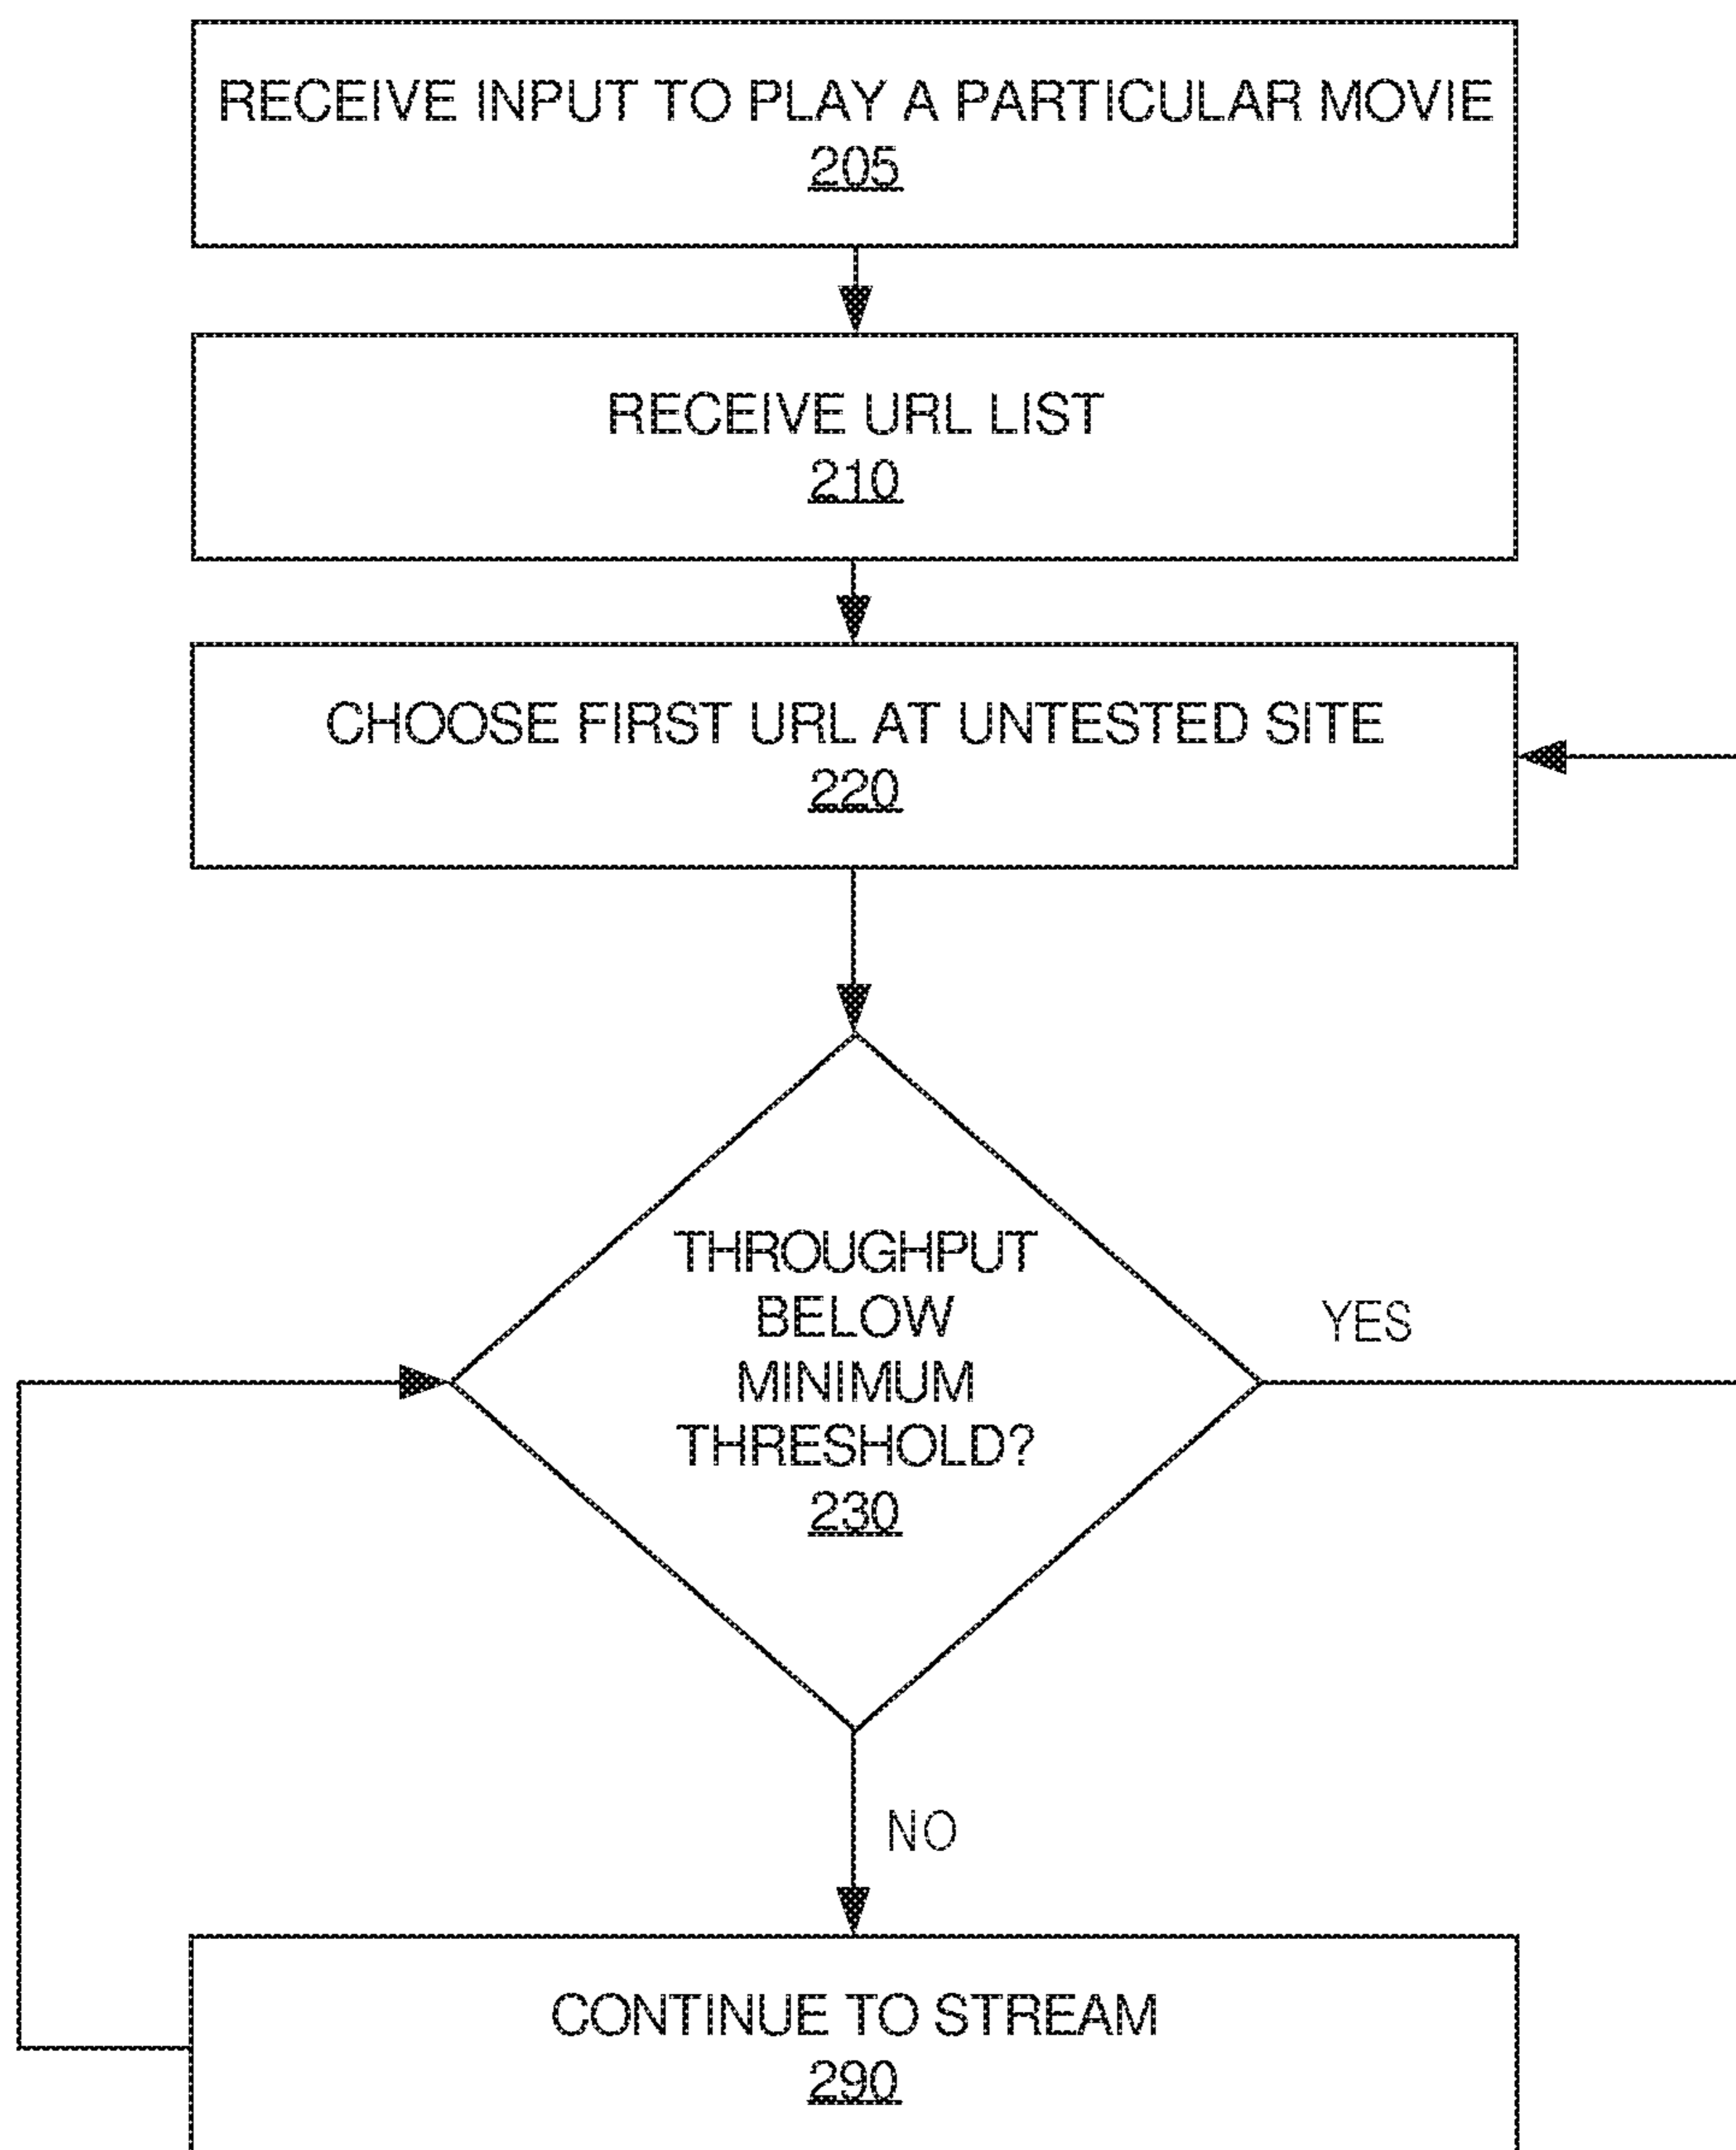 RECEIVE INPUT TO PLAY A PARTICULAR MOVIE
205
RECEIVE URL LIST
210
CHOOSE FIRST URL AT UNTESTED SITE
220
THROUGHPUT
BELOW
MINIMUM
THRESHOLD?
230
YES
NO
CONTINUE TO STREAM
290